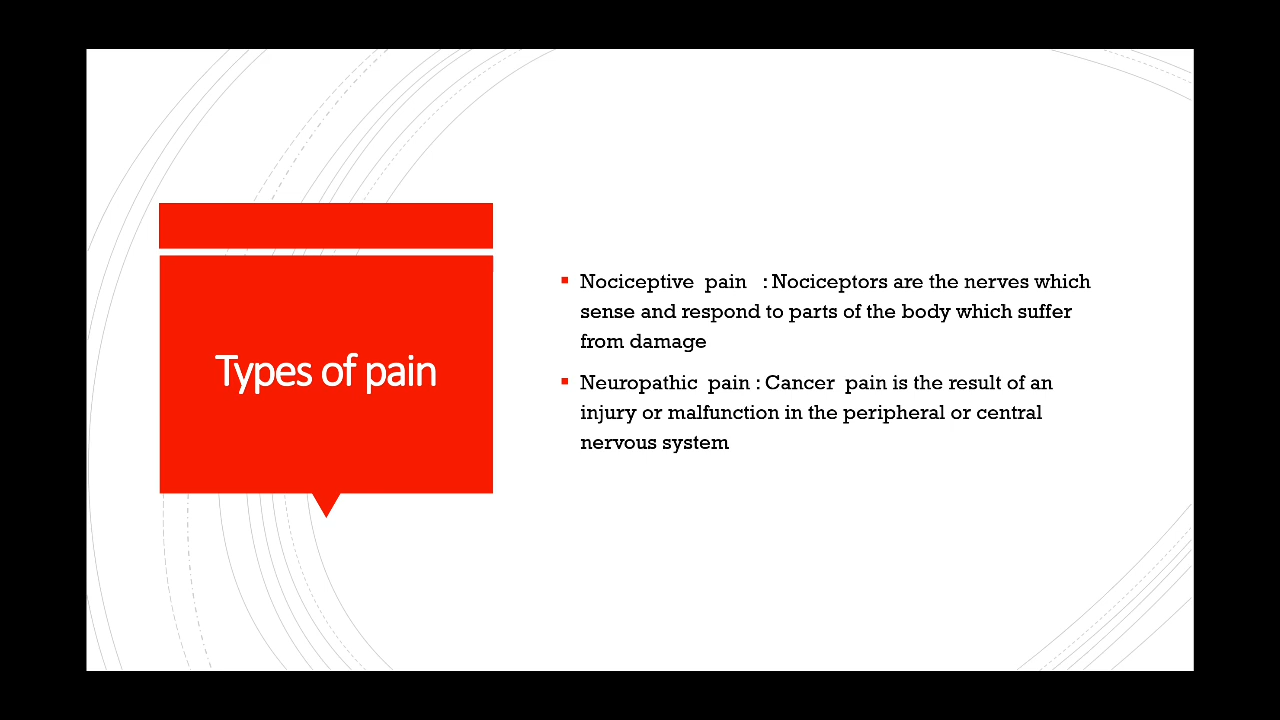 Types of pain
Nociceptive pain : Nociceptors are the nerves which
sense and respond to parts of the body which suffer
from damage
Neuropathic pain : Cancer pain is the result of an
injury or malfunction in the peripheral or central
nervous system